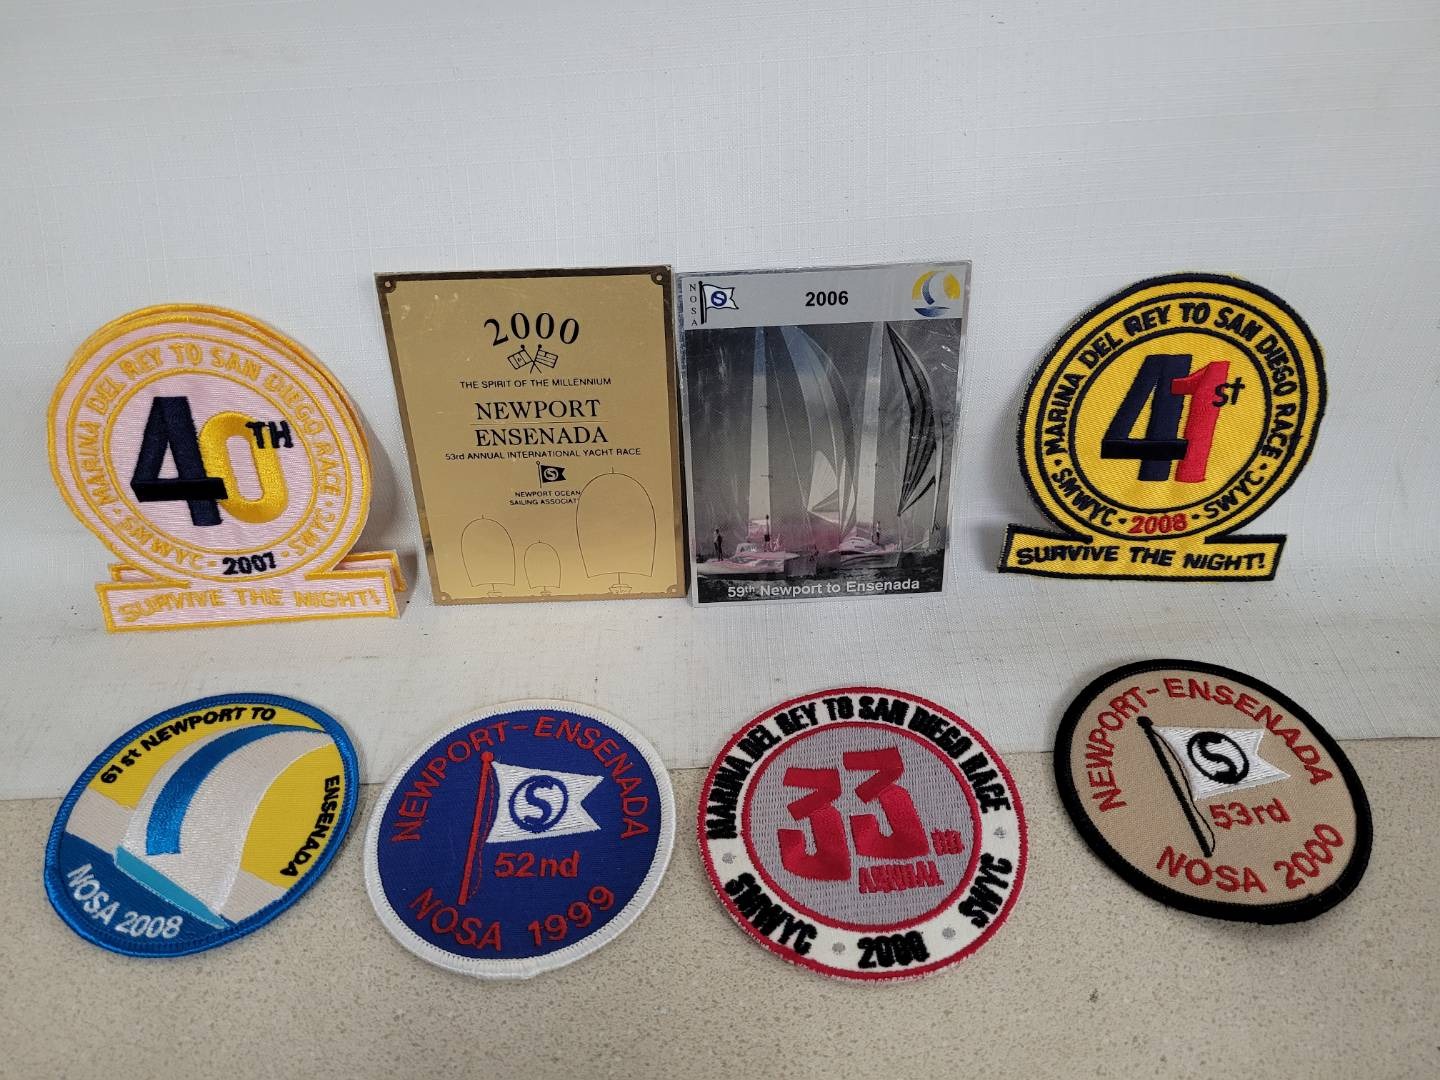 MARINA DEL REY TO SAN DIEGO RACE
40TH
SMWYC • 2007 • SWYC
SURVIVE THE NIGHT!
2000
THE SPIRIT OF THE MILLENNIUM
NEWPORT
ENSENADA
53rd ANNUAL INTERNATIONAL YACHT RACE
S
NEWPORT OCEAN
SAILING ASSOCIAT
NOSA
S
2006
59th Newport to Ensenada
MARINA DEL REY TO SAN DIEGO RACE
41st
SMWYC • 2008 • SWYC
SURVIVE THE NIGHT!
61st NEWPORT TO
ENSENADA
NOSA 2008
NEWPORT-ENSENADA
S
52nd
NOSA 1999
MARINA DEL REY TO SAN DIEGO RACE
33rd
ANNUAL
SMWYC • 2000 • SWYC
NEWPORT-ENSENADA
S
53rd
NOSA 2000